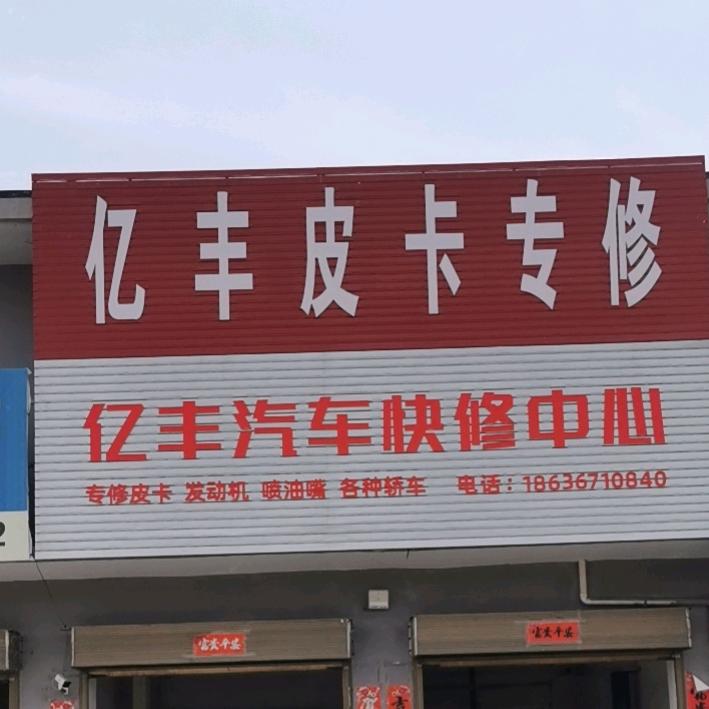 亿丰皮卡专修
亿丰汽车快修中心
专修皮卡 发动机 喷油嘴 各种轿车 电话：18636710840
2
富贵平安
富贵平安